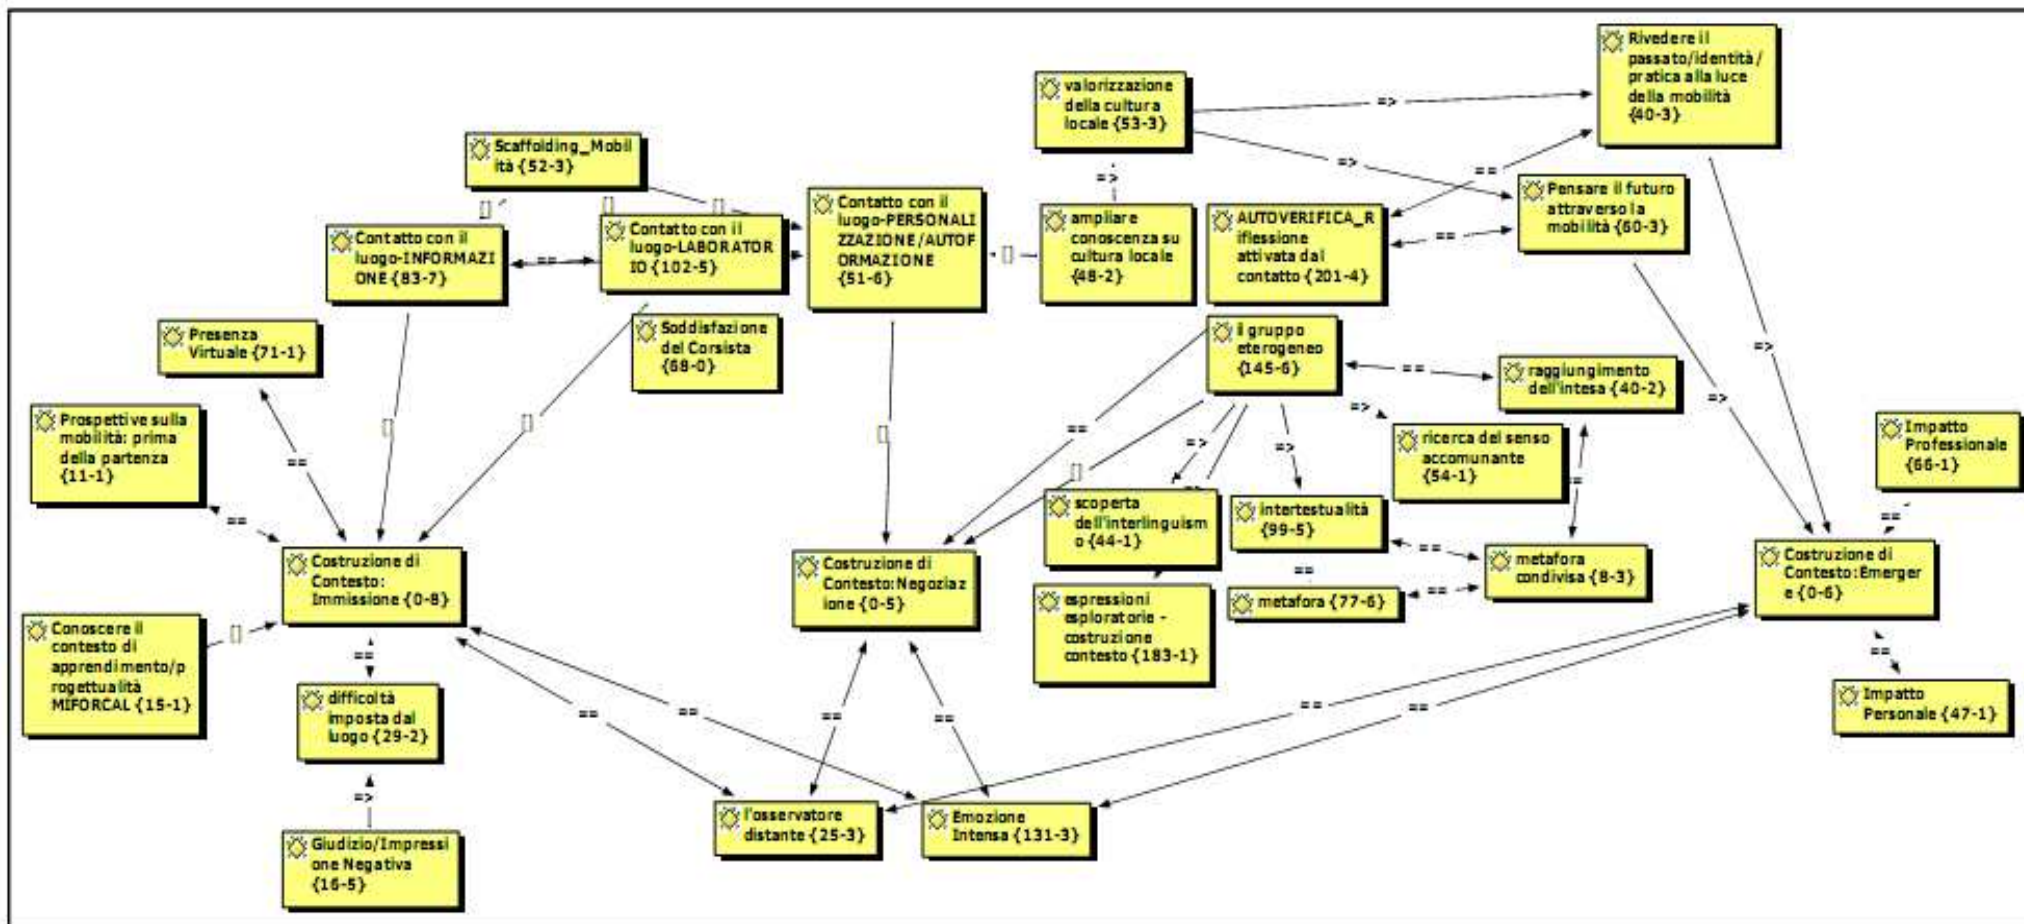 Rivedere il
passato/identità/
pratica alla luce
della mobilità
{40-3}
valorizzazione
della cultura
locale {53-3}
=>
=>
=>
==
Scaffolding_Mobil
ità {52-3}
Pensare il futuro
attraverso la
mobilità {60-3}
Contatto con il
luogo-PERSONALI
ZZAZIONE/AUTOF
ORMAZIONE
{51-6}
ampliare
conoscenza su
cultura locale
{48-2}
AUTOVERIFICA_R
iflessione
attivata dal
contatto {201-4}
==
=>
[]
[]
[]
[]
Contatto con il
luogo-INFORMAZI
ONE {83-7}
==
Contatto con il
luogo-LABORATOR
IO {102-5}
Presenza
Virtuale {71-1}
Soddisfazione
del Corsista
{68-0}
il gruppo
eterogeneo
{145-6}
==
raggiungimento
dell'intesa {40-2}
=>
=>
Prospettive sulla
mobilità: prima
della partenza
{11-1}
[]
[]
[]
==
==
[]
=>
=>
=>
ricerca del senso
accomunante
{54-1}
Impatto
Professionale
{66-1}
==
=
==
scoperta
dell'interlinguism
o {44-1}
intertestualità
{99-5}
==
metafora
condivisa {8-3}
==
Costruzione di
Contesto:
Immissione {0-8}
Costruzione di
Contesto:Negoziaz
ione {0-5}
Costruzione di
Contesto:Emerger
e {0-6}
==
espressioni
esploratorie -
costruzione
contesto {183-1}
metafora {77-6}
==
Conoscere il
contesto di
apprendimento/p
rogettualità
MIFORCAL {15-1}
[]
==
==
difficoltà
imposta dal
luogo {29-2}
==
==
==
==
==
==
Impatto
Personale {47-1}
=>
l'osservatore
distante {25-3}
Emozione
Intensa {131-3}
Giudizio/Impressi
one Negativa
{16-5}